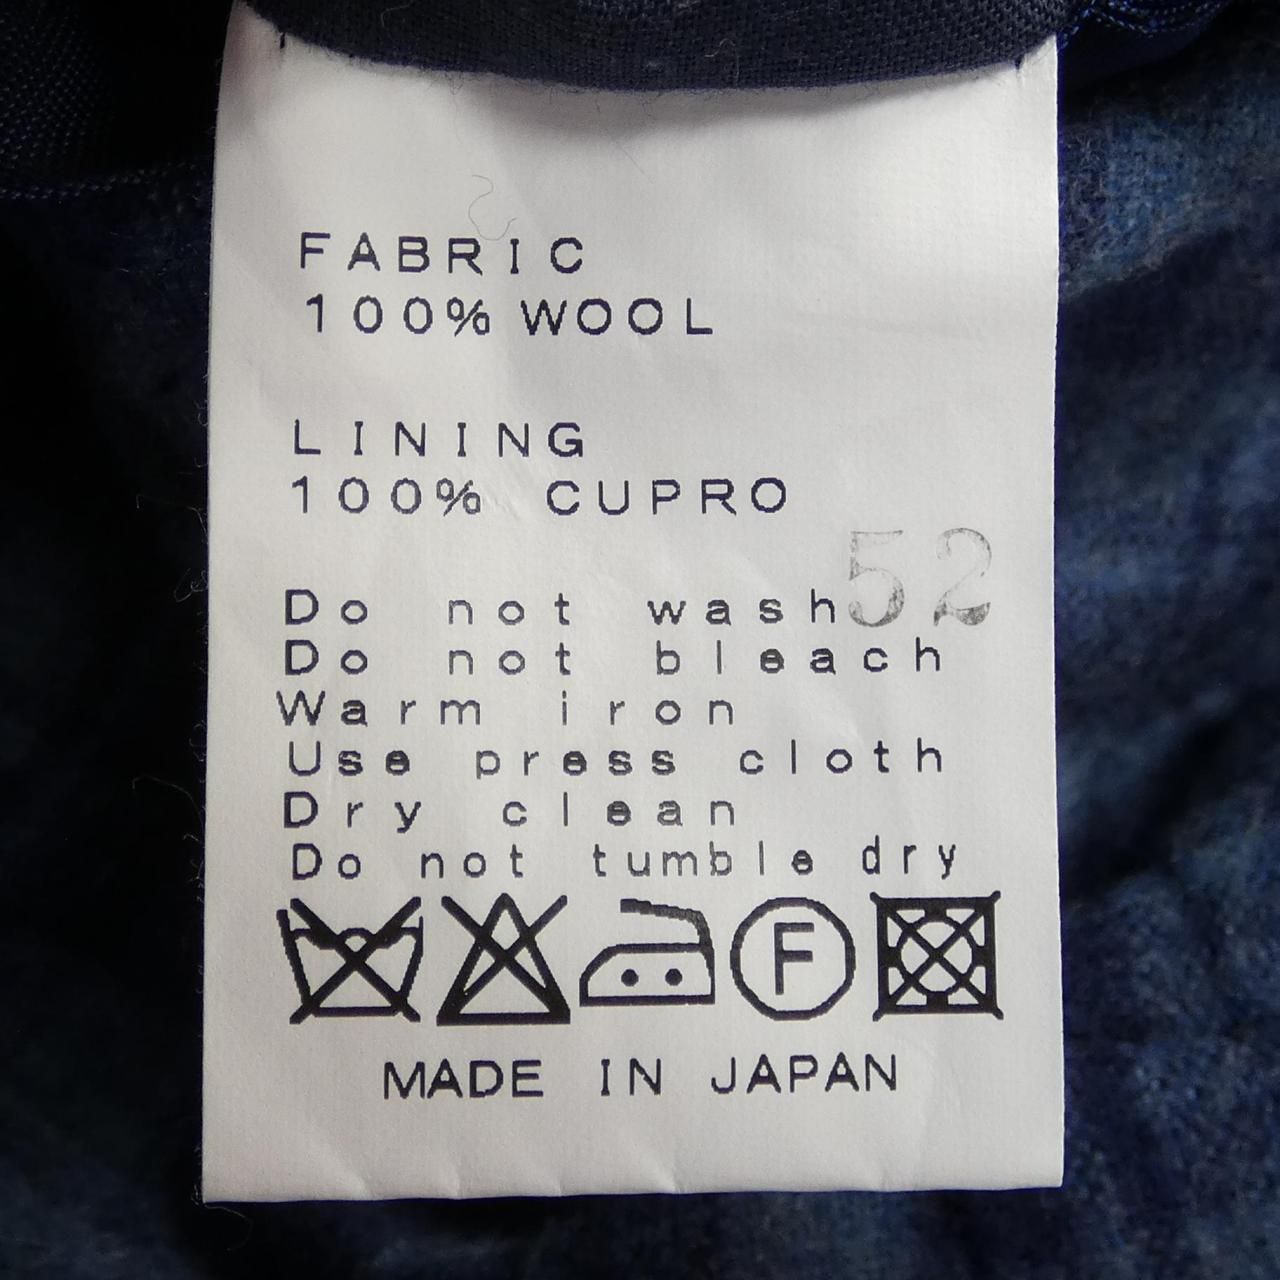 FABRIC
100% WOOL
LINING
100% CUPRO
52
Do not wash
Do not bleach
Warm iron
Use press cloth
Dry clean
Do not tumble dry
F
MADE IN JAPAN